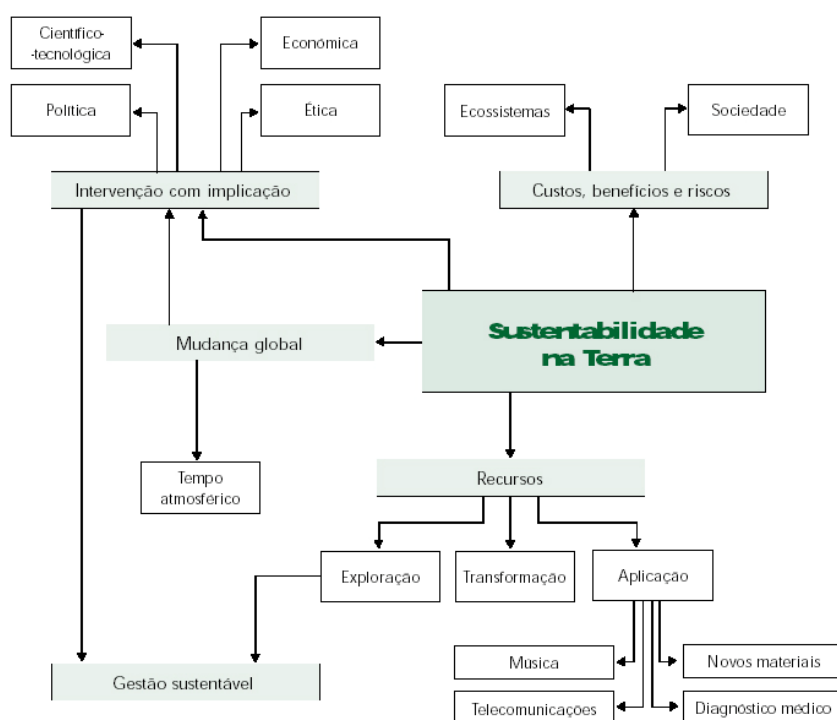 Científico-
-tecnológica
Económica
Política
Ética
Ecossistemas
Sociedade
Intervenção com implicação
Custos, benefícios e riscos
Sustentabilidade
na Terra
Mudança global
Tempo
atmosférico
Recursos
Exploração
Transformação
Aplicação
Música
Novos materiais
Gestão sustentável
Telecomunicações
Diagnóstico médico